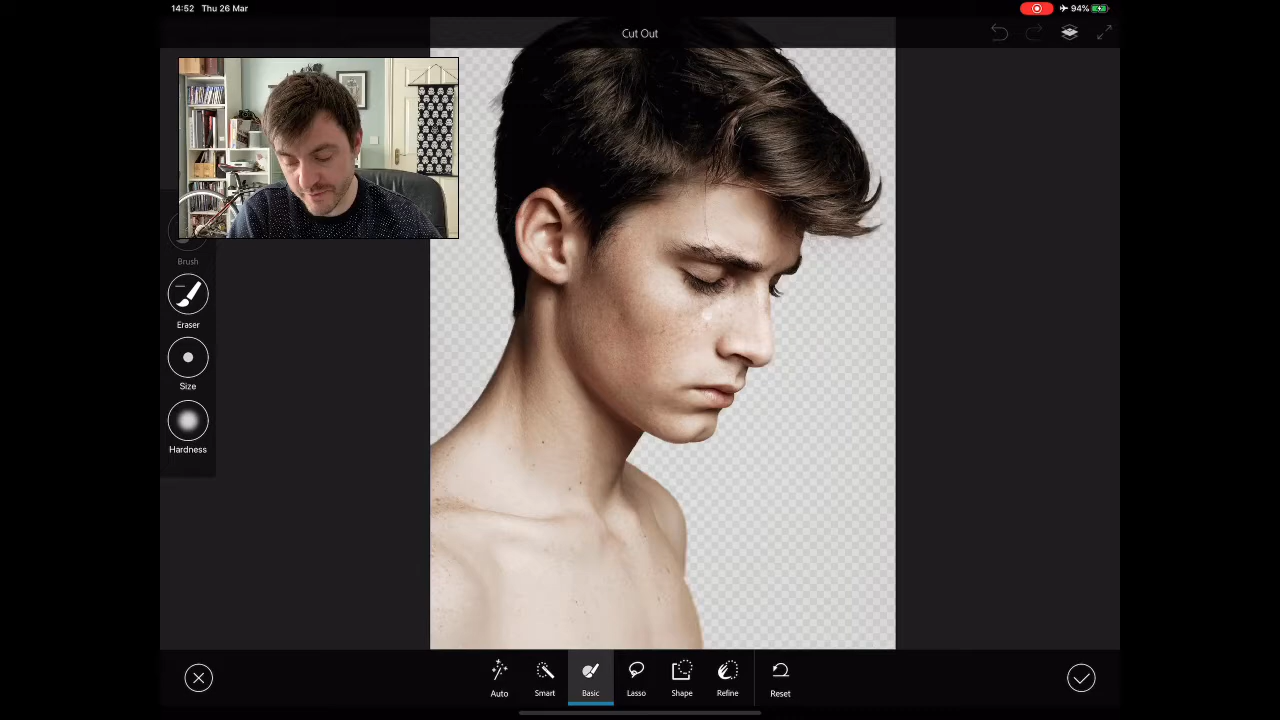 14:52 Thu 26 Mar
94%
Cut Out
Brush
Eraser
Size
Hardness
Auto
Smart
Basic
Lasso
Shape
Refine
Reset